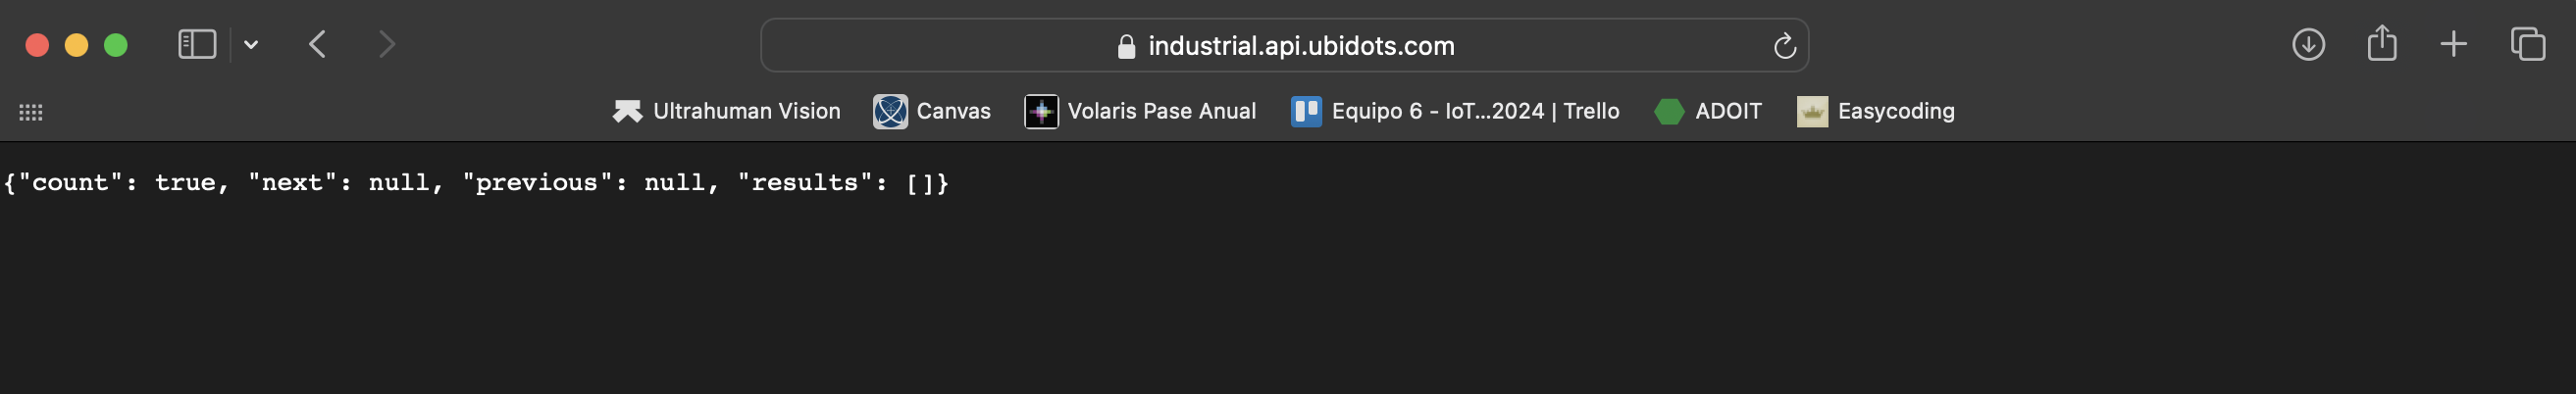 industrial.api.ubidots.com
Ultrahuman Vision Canvas Volaris Pase Anual Equipo 6 - IoT...2024 | Trello ADOIT Easycoding
{"count": true, "next": null, "previous": null, "results": []}